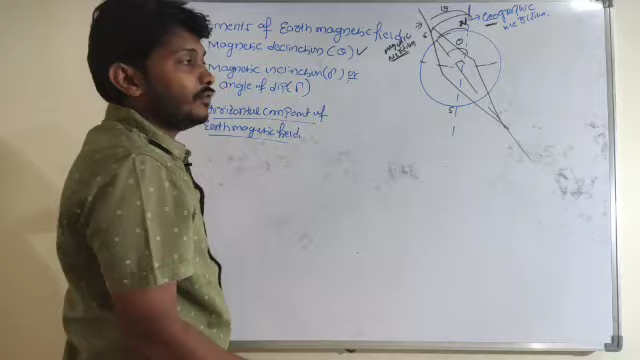 ments of Earth magnetic field
Magnetic declination (θ) ✓
Magnetic inclination(δ) or
angle of dip(
Horizontal compont of
Earth magnetic field.
magnetic
meridian
Geographic
meridian.
θ
N
S
θ
S